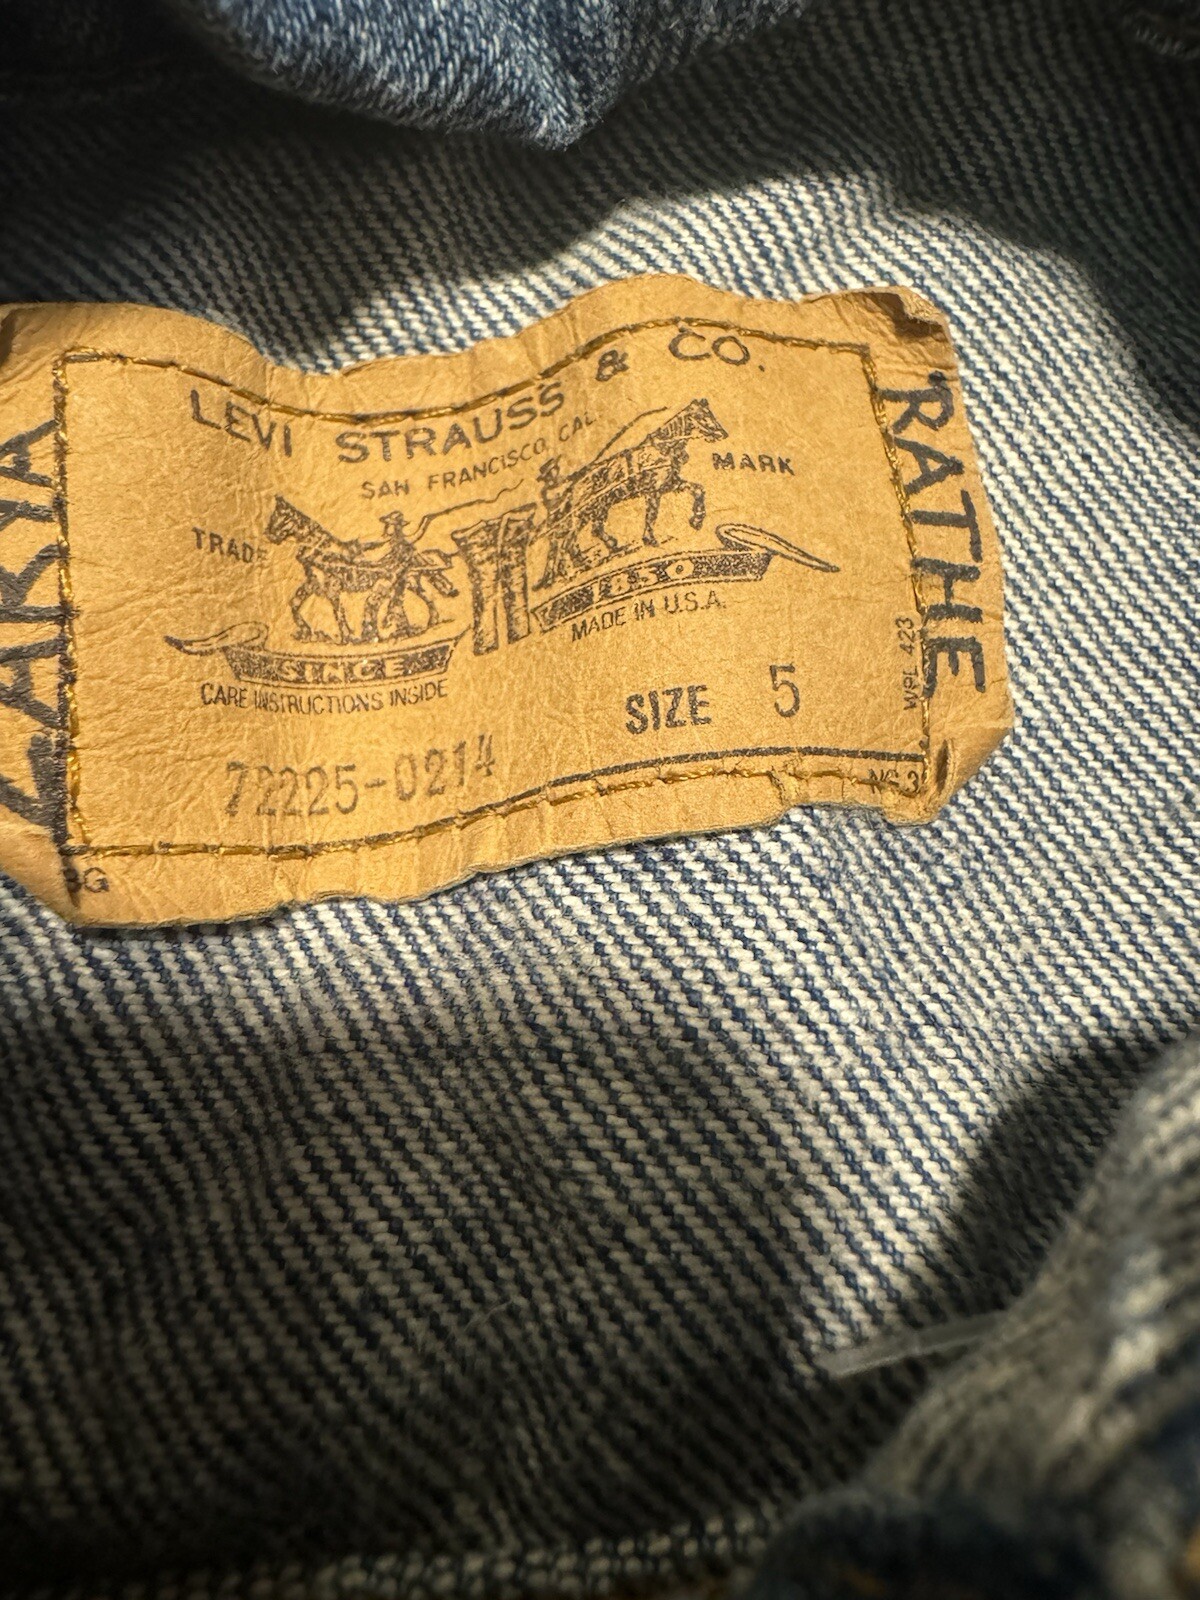 LEVI STRAUSS & CO.
SAN FRANCISCO, CAL.
TRADE MARK
SINCE 1850
MADE IN U.S.A.
CARE INSTRUCTIONS INSIDE
SIZE 5
72225-0214
WPL 423
RATHE